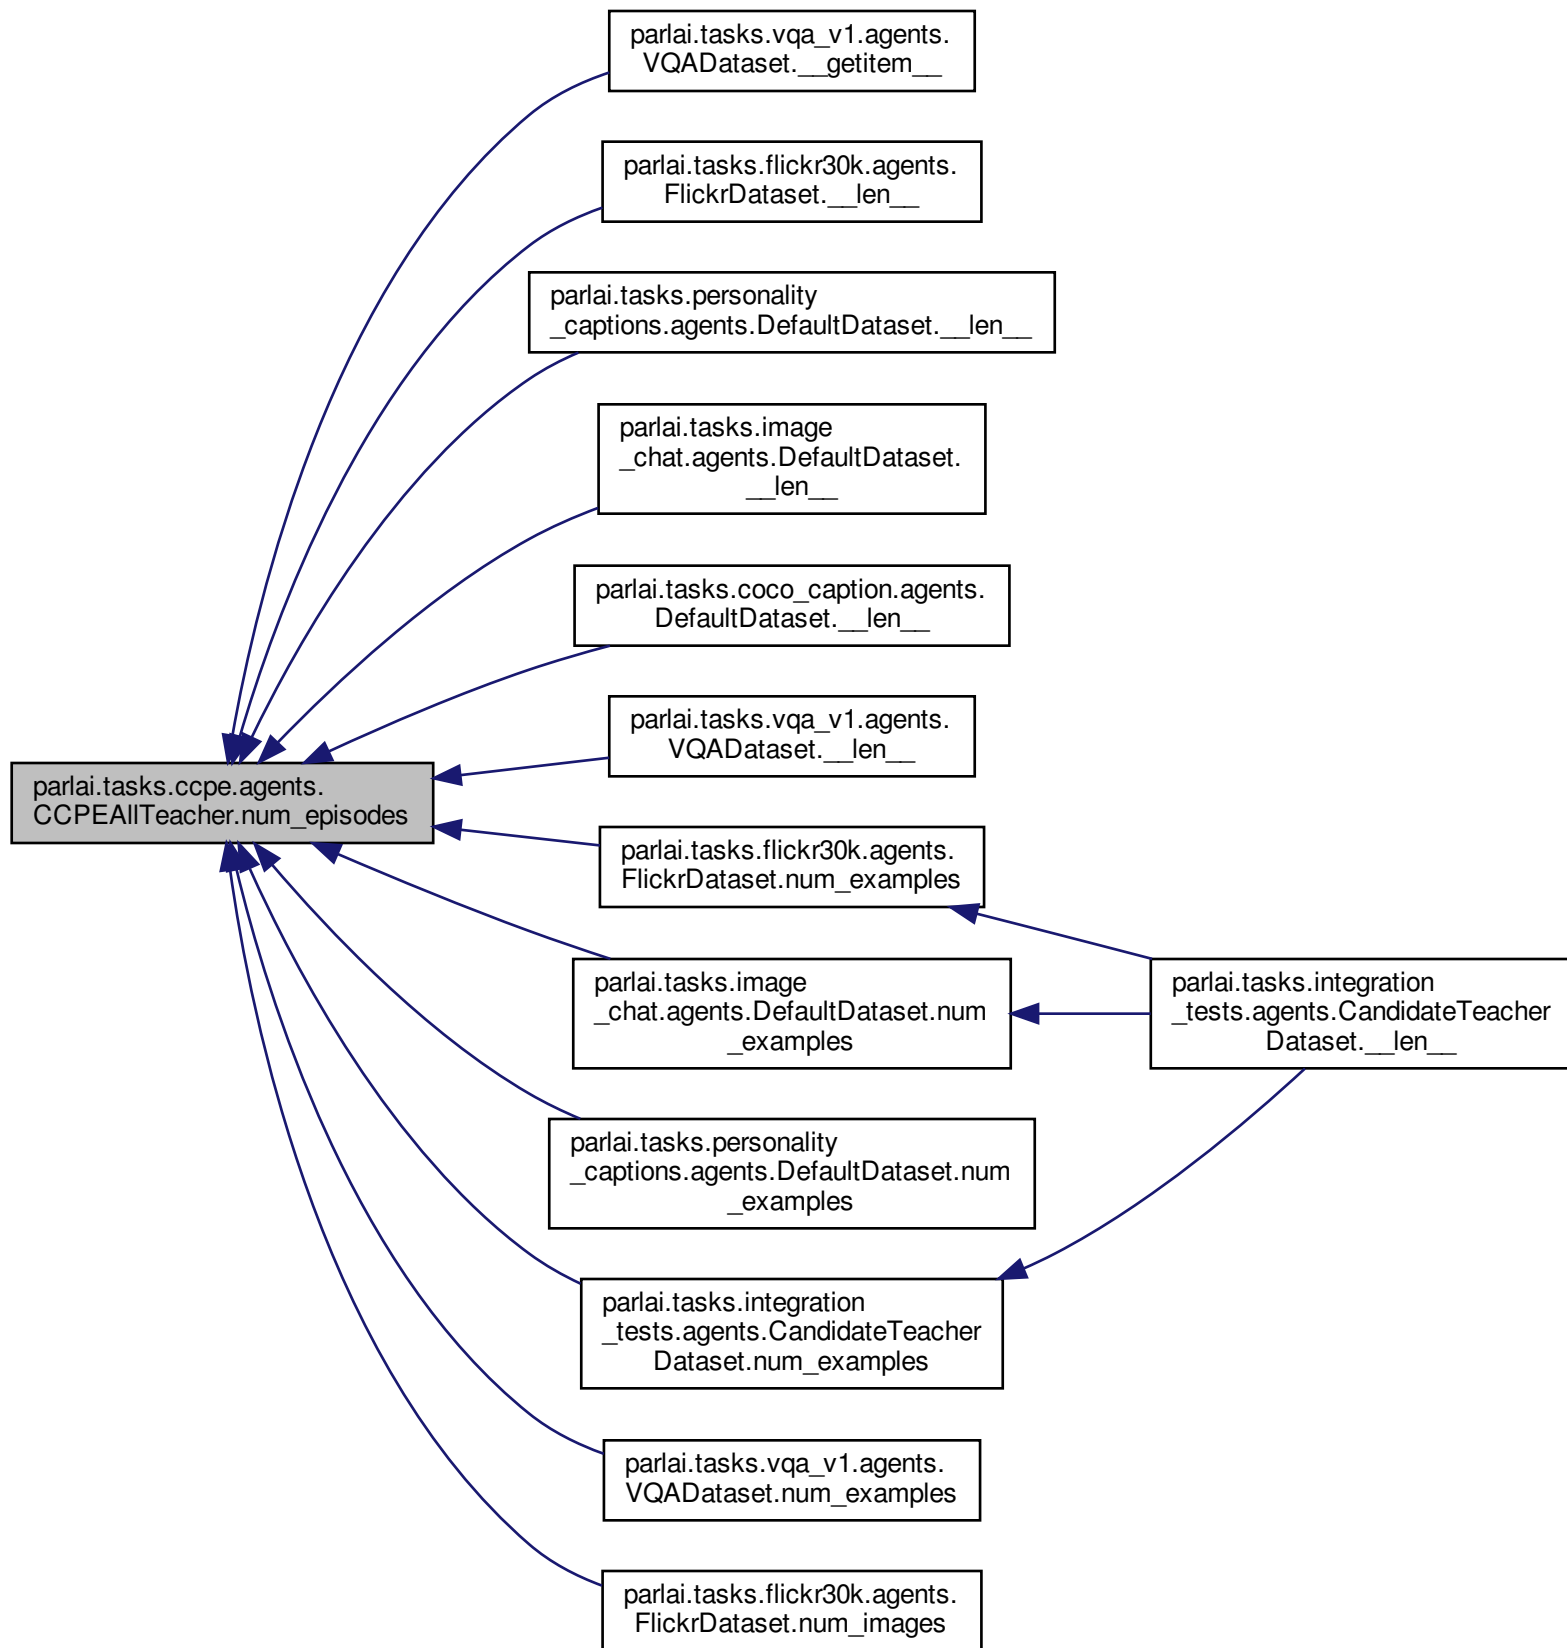 parlai.tasks.vqa_v1.agents.
VQADataset.__getitem__
parlai.tasks.flickr30k.agents.
FlickrDataset.__len__
parlai.tasks.personality
_captions.agents.DefaultDataset.__len__
parlai.tasks.image
_chat.agents.DefaultDataset.
__len__
parlai.tasks.coco_caption.agents.
DefaultDataset.__len__
parlai.tasks.vqa_v1.agents.
VQADataset.__len__
parlai.tasks.ccpe.agents.
CCPEAllTeacher.num_episodes
parlai.tasks.flickr30k.agents.
FlickrDataset.num_examples
parlai.tasks.image
_chat.agents.DefaultDataset.num
_examples
parlai.tasks.integration
_tests.agents.CandidateTeacher
Dataset.__len__
parlai.tasks.personality
_captions.agents.DefaultDataset.num
_examples
parlai.tasks.integration
_tests.agents.CandidateTeacher
Dataset.num_examples
parlai.tasks.vqa_v1.agents.
VQADataset.num_examples
parlai.tasks.flickr30k.agents.
FlickrDataset.num_images